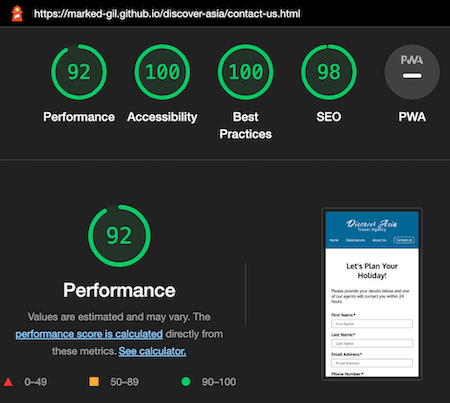 https://marked-gil.github.io/discover-asia/contact-us.html
92
100
100
98
PWA
Performance
Accessibility
Best
Practices
SEO
PWA
92
Performance
Values are estimated and may vary. The
performance score is calculated directly from
these metrics. See calculator.
0–49
50–89
90–100
Discover Asia
Travel Agency
Home
Destinations
About Us
Contact Us
Let's Plan Your
Holiday!
Please provide your details below and one
of our agents will contact you within 24
hours.
First Name:*
First Name
Last Name:*
Last Name
Email Address:*
Email Address
Phone Number:*